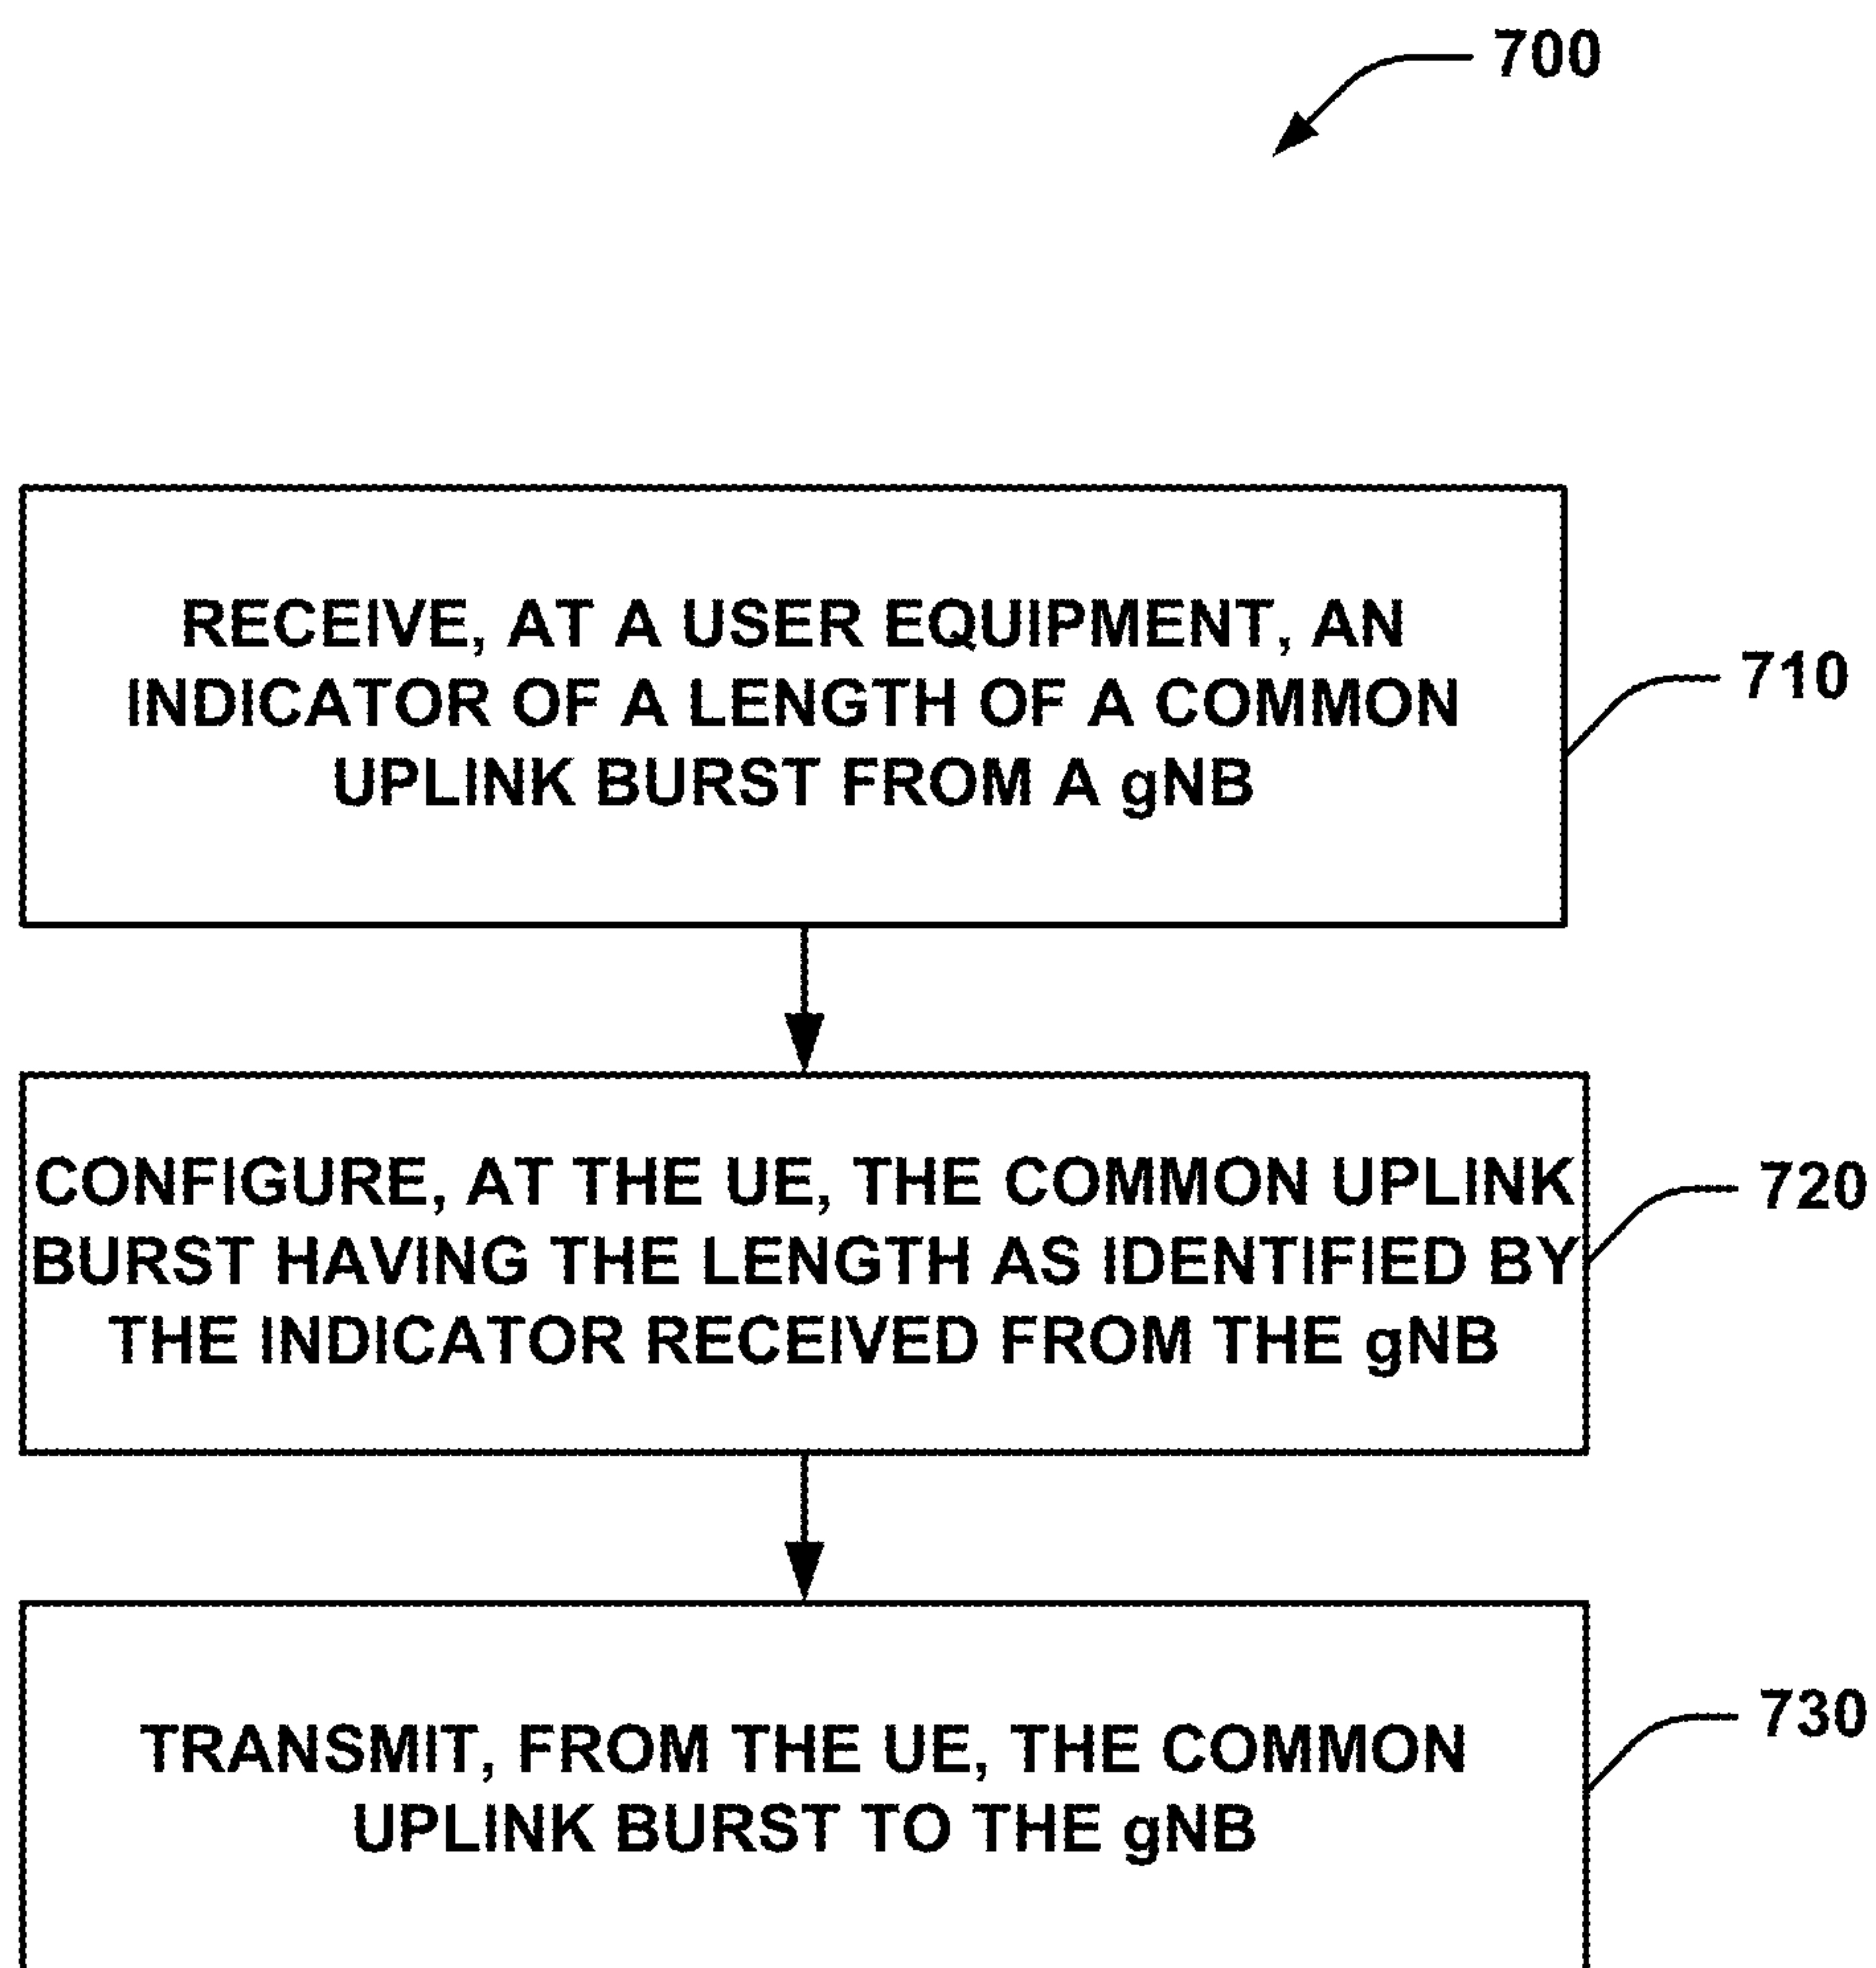 700
RECEIVE, AT A USER EQUIPMENT, AN
INDICATOR OF A LENGTH OF A COMMON
UPLINK BURST FROM A gNB
710
CONFIGURE, AT THE UE, THE COMMON UPLINK
BURST HAVING THE LENGTH AS IDENTIFIED BY
THE INDICATOR RECEIVED FROM THE gNB
720
TRANSMIT, FROM THE UE, THE COMMON
UPLINK BURST TO THE gNB
730